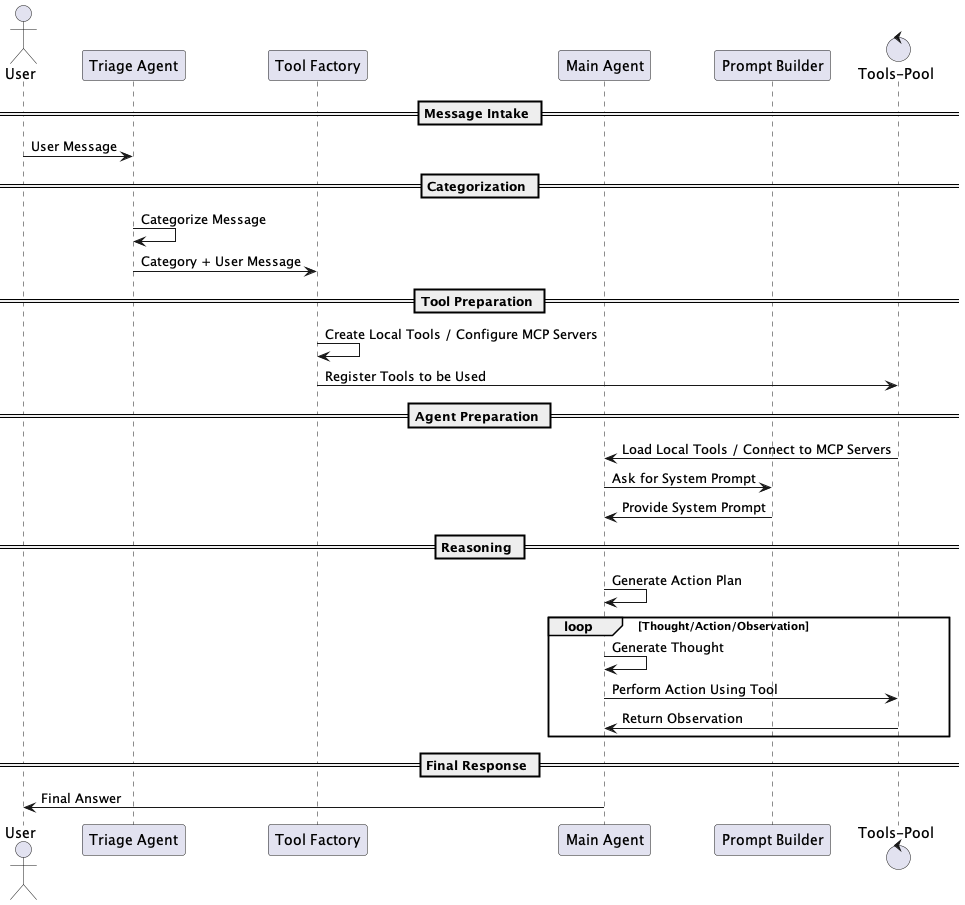 User
Triage Agent
Tool Factory
Main Agent
Prompt Builder
Tools-Pool
Message Intake
User Message
Categorization
Categorize Message
Category + User Message
Tool Preparation
Create Local Tools / Configure MCP Servers
Register Tools to be Used
Agent Preparation
Load Local Tools / Connect to MCP Servers
Ask for System Prompt
Provide System Prompt
Reasoning
Generate Action Plan
loop [Thought/Action/Observation]
Generate Thought
Perform Action Using Tool
Return Observation
Final Response
Final Answer
User
Triage Agent
Tool Factory
Main Agent
Prompt Builder
Tools-Pool